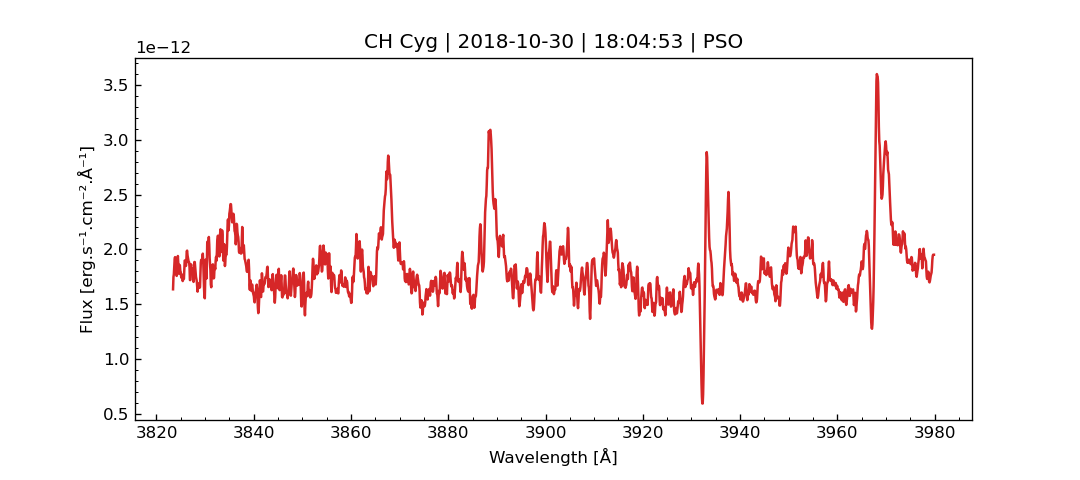 CH Cyg | 2018-10-30 | 18:04:53 | PSO
1e−12
3.5
3.0
2.5
2.0
1.5
1.0
0.5
Flux [erg.s⁻¹.cm⁻².Å⁻¹]
3820 3840 3860 3880 3900 3920 3940 3960 3980
Wavelength [Å]